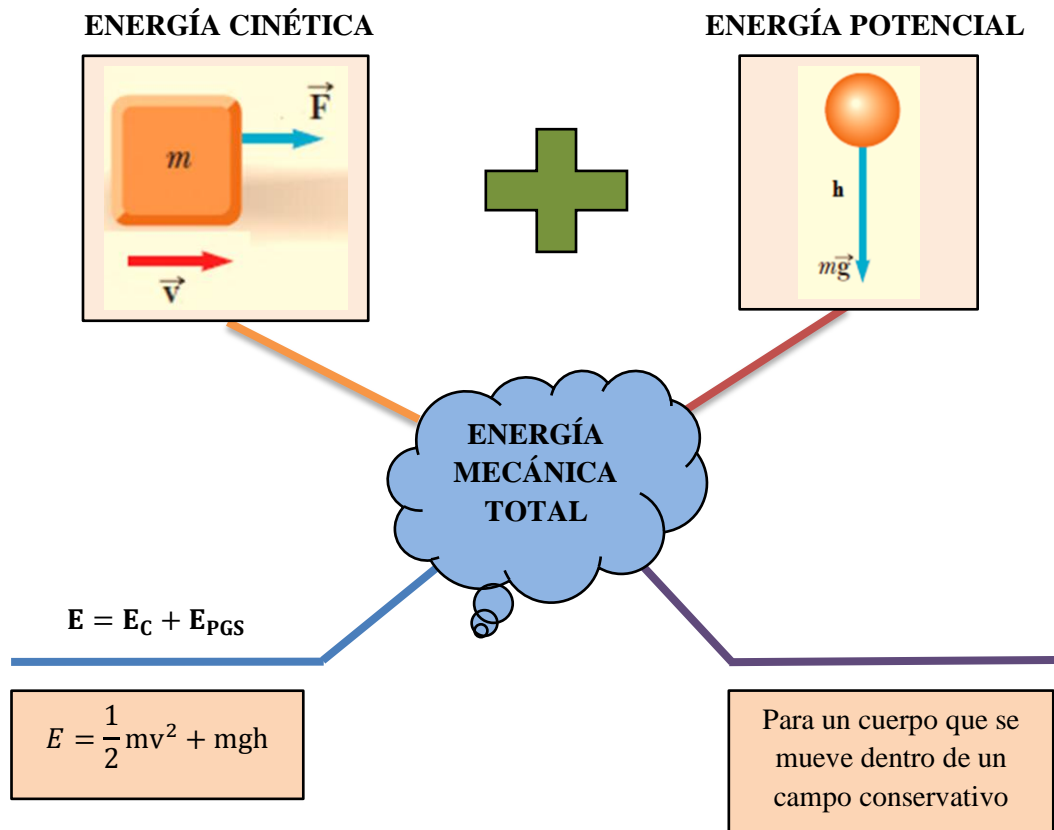 ENERGÍA CINÉTICA
ENERGÍA POTENCIAL
F⃗
m
v⃗
h
mg⃗
ENERGÍA
MECÁNICA
TOTAL
E = E_C + E_PGS
E = 1/2 mv² + mgh
Para un cuerpo que se
mueve dentro de un
campo conservativo